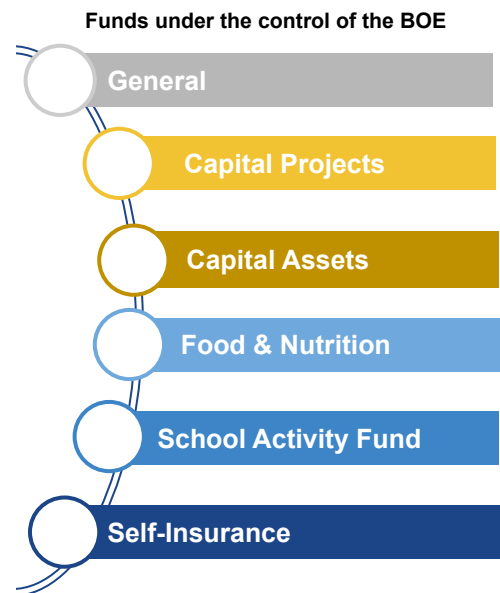 Funds under the control of the BOE
General
Capital Projects
Capital Assets
Food & Nutrition
School Activity Fund
Self-Insurance